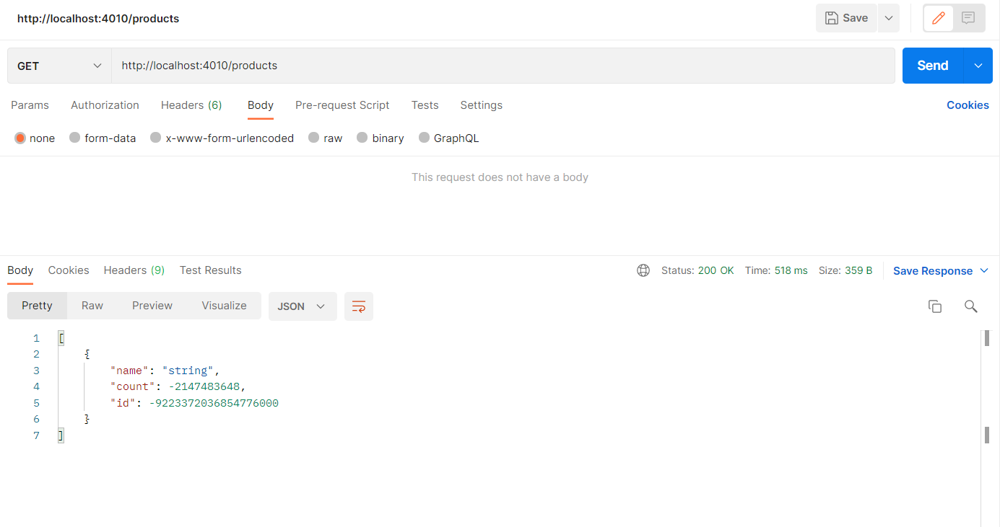 http://localhost:4010/products Save
GET http://localhost:4010/products Send
Params Authorization Headers (6) Body Pre-request Script Tests Settings Cookies
none form-data x-www-form-urlencoded raw binary GraphQL
This request does not have a body
Body Cookies Headers (9) Test Results Status: 200 OK Time: 518 ms Size: 359 B Save Response
Pretty Raw Preview Visualize JSON
1 [
2 {
3 "name": "string",
4 "count": -2147483648,
5 "id": -9223372036854776000
6 }
7 ]